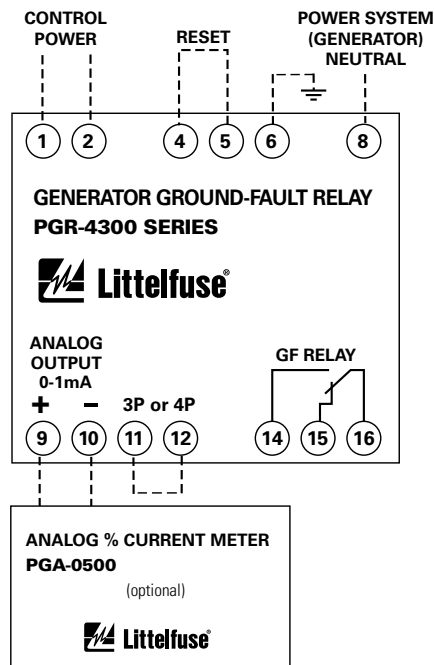 CONTROL
POWER
RESET
POWER SYSTEM
(GENERATOR)
NEUTRAL
1
2
4
5
6
8
GENERATOR GROUND-FAULT RELAY
PGR-4300 SERIES
Littelfuse®
ANALOG
OUTPUT
0-1mA
+ –
3P or 4P
GF RELAY
9
10
11
12
14
15
16
ANALOG % CURRENT METER
PGA-0500
(optional)
Littelfuse®